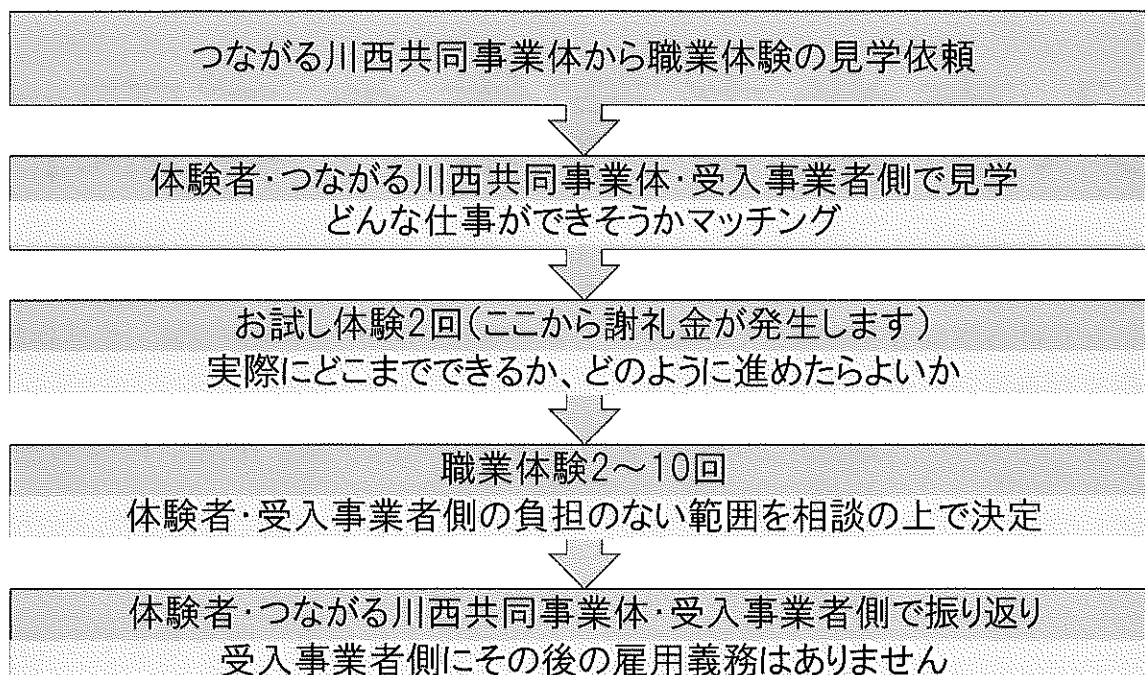 つながる川西共同事業体から職業体験の見学依頼
体験者・つながる川西共同事業体・受入事業者側で見学
どんな仕事ができそうかマッチング
お試し体験2回(ここから謝礼金が発生します)
実際にどこまでできるか、どのように進めたらよいか
職業体験2～10回
体験者・受入事業者側の負担のない範囲を相談の上で決定
体験者・つながる川西共同事業体・受入事業者側で振り返り
受入事業者側にその後の雇用義務はありません